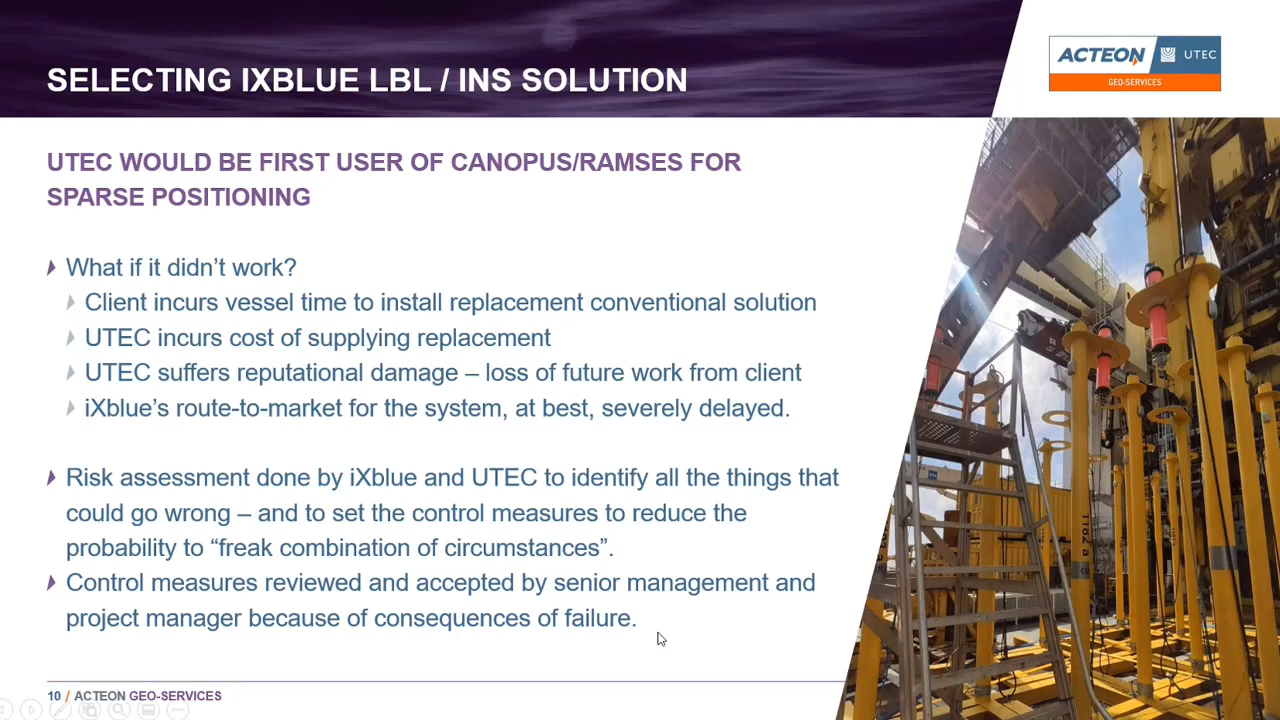 SELECTING IXBLUE LBL / INS SOLUTION
ACTEON UTEC
GEO-SERVICES
UTEC WOULD BE FIRST USER OF CANOPUS/RAMSES FOR
SPARSE POSITIONING
What if it didn’t work?
Client incurs vessel time to install replacement conventional solution
UTEC incurs cost of supplying replacement
UTEC suffers reputational damage – loss of future work from client
iXblue’s route-to-market for the system, at best, severely delayed.
Risk assessment done by iXblue and UTEC to identify all the things that
could go wrong – and to set the control measures to reduce the
probability to “freak combination of circumstances”.
Control measures reviewed and accepted by senior management and
project manager because of consequences of failure.
1182 a
10 / ACTEON GEO-SERVICES